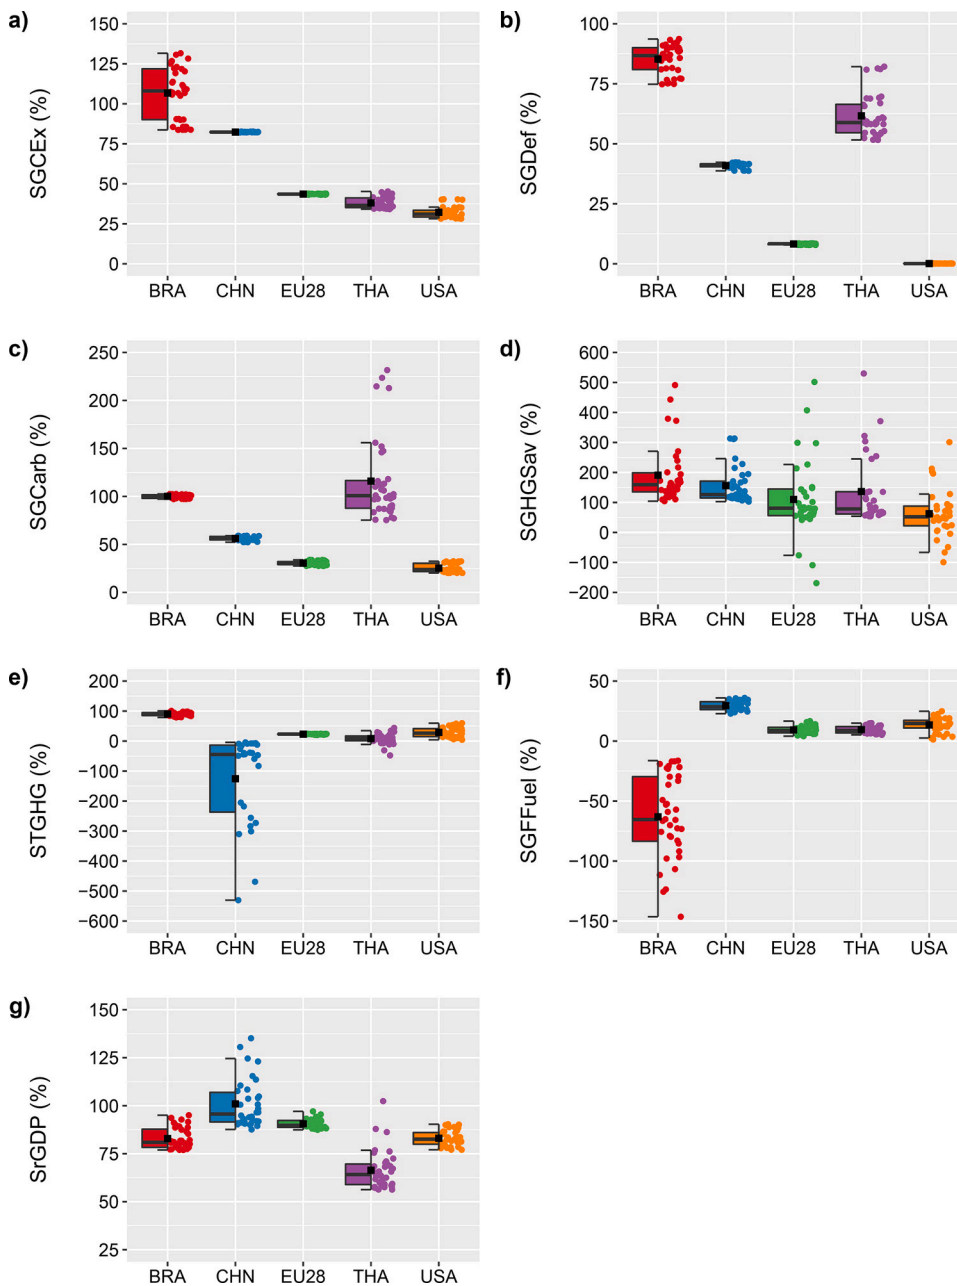 a)
SGCEx (%)
150
125
100
75
50
25
0
BRA CHN EU28 THA USA
b)
SGDef (%)
100
75
50
25
0
BRA CHN EU28 THA USA
c)
SGCarb (%)
250
200
150
100
50
0
BRA CHN EU28 THA USA
d)
SGHGSav (%)
600
500
400
300
200
100
0
−100
−200
BRA CHN EU28 THA USA
e)
STGHG (%)
200
100
0
−100
−200
−300
−400
−500
−600
BRA CHN EU28 THA USA
f)
SGFFuel (%)
50
0
−50
−100
−150
BRA CHN EU28 THA USA
g)
SrGDP (%)
150
125
100
75
50
25
BRA CHN EU28 THA USA